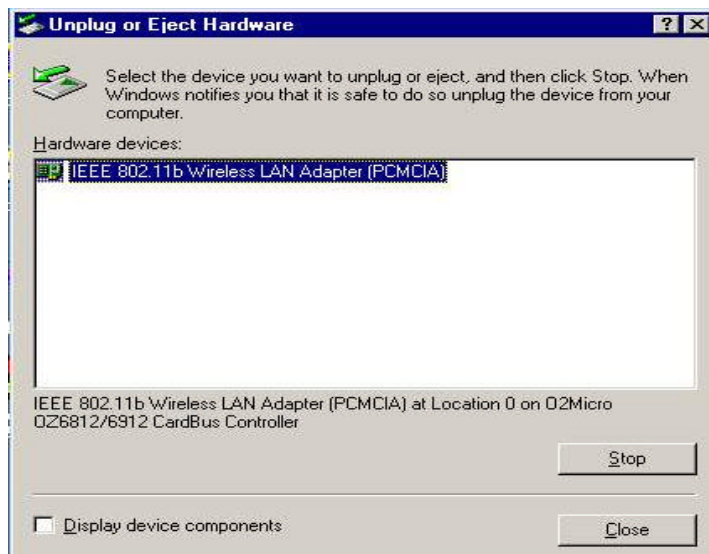 Unplug or Eject Hardware
Select the device you want to unplug or eject, and then click Stop. When
Windows notifies you that it is safe to do so unplug the device from your
computer.
Hardware devices:
IEEE 802.11b Wireless LAN Adapter (PCMCIA)
IEEE 802.11b Wireless LAN Adapter (PCMCIA) at Location 0 on O2Micro
OZ6812/6912 CardBus Controller
Stop
Display device components
Close